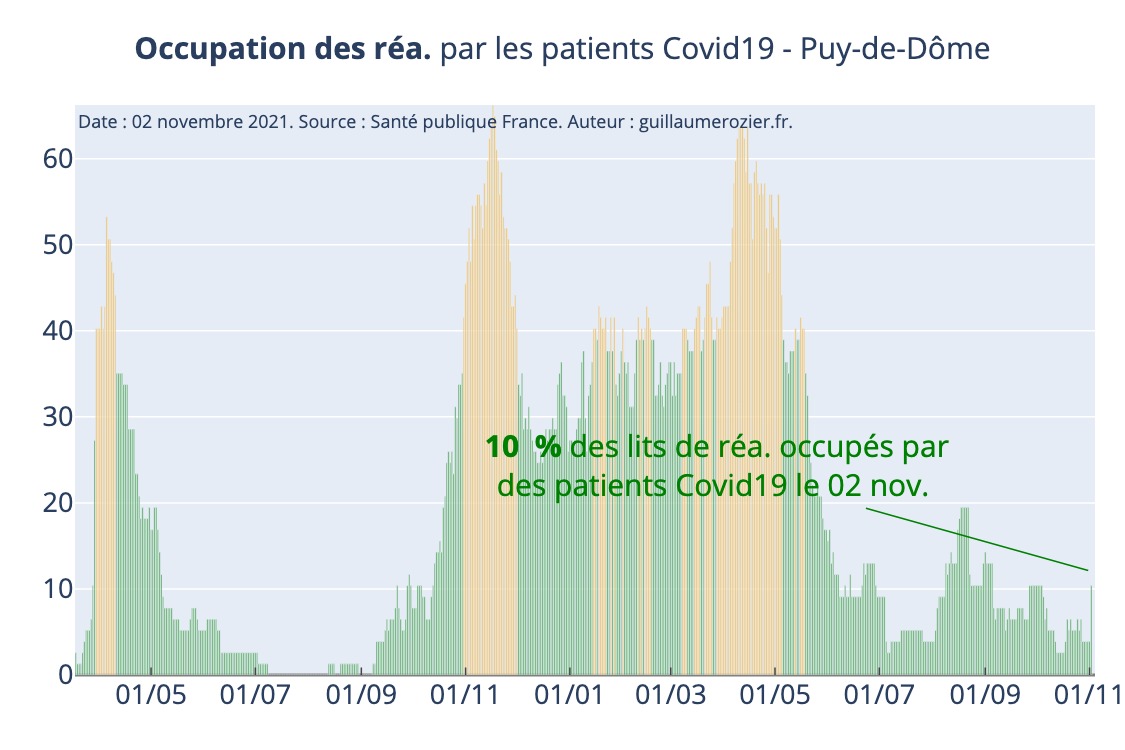 Occupation des réa. par les patients Covid19 - Puy-de-Dôme
Date : 02 novembre 2021. Source : Santé publique France. Auteur : guillaumerozier.fr.
60
50
40
30
20
10
0
10 % des lits de réa. occupés par
des patients Covid19 le 02 nov.
01/05 01/07 01/09 01/11 01/01 01/03 01/05 01/07 01/09 01/11